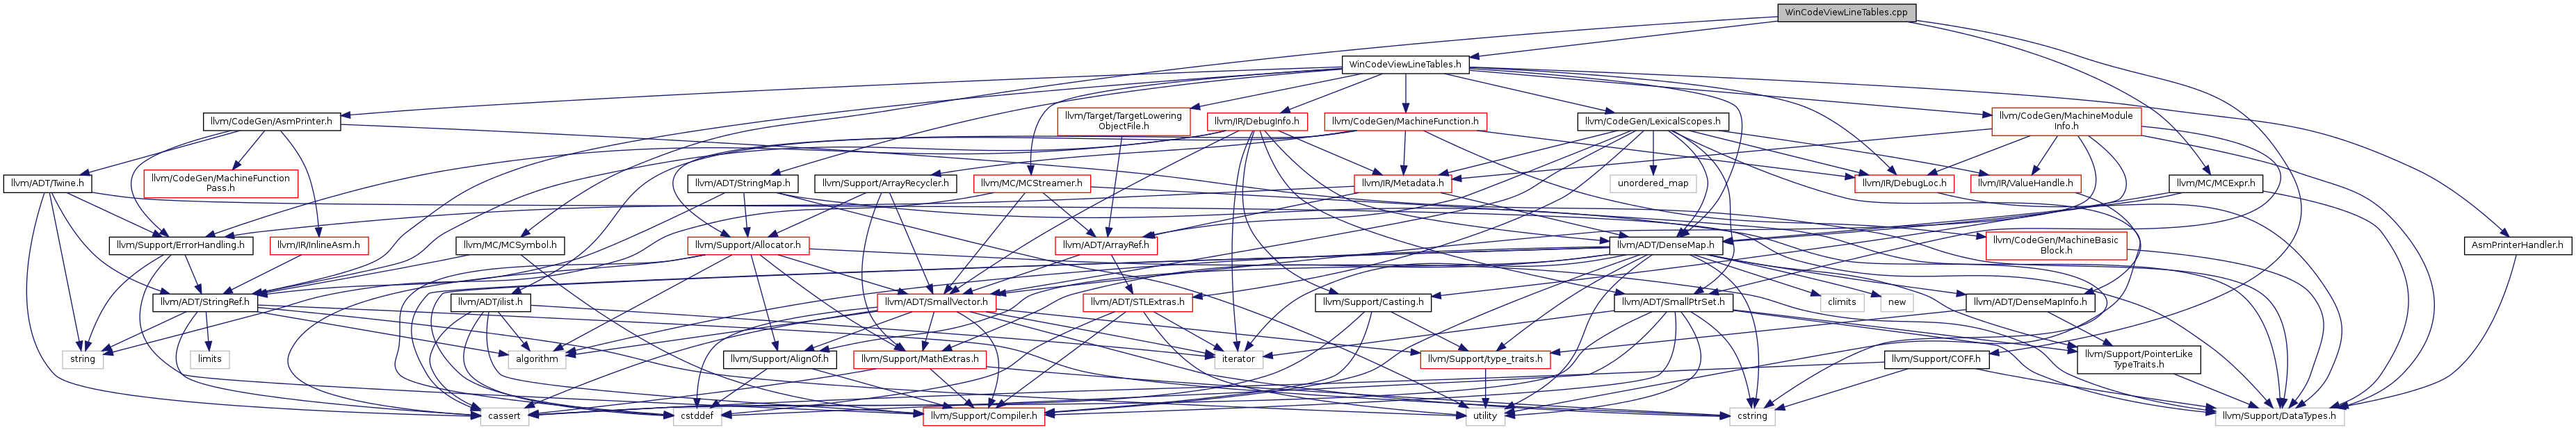 WinCodeViewLineTables.cpp
WinCodeViewLineTables.h
llvm/CodeGen/AsmPrinter.h
llvm/Target/TargetLowering
ObjectFile.h
llvm/IR/DebugInfo.h
llvm/CodeGen/MachineFunction.h
llvm/CodeGen/LexicalScopes.h
llvm/CodeGen/MachineModule
Info.h
llvm/ADT/Twine.h
llvm/CodeGen/MachineFunction
Pass.h
llvm/ADT/StringMap.h
llvm/Support/ArrayRecycler.h
llvm/MC/MCStreamer.h
llvm/IR/Metadata.h
unordered_map
llvm/IR/DebugLoc.h
llvm/IR/ValueHandle.h
llvm/MC/MCExpr.h
llvm/Support/ErrorHandling.h
llvm/IR/InlineAsm.h
llvm/MC/MCSymbol.h
llvm/Support/Allocator.h
llvm/ADT/ArrayRef.h
llvm/ADT/DenseMap.h
llvm/CodeGen/MachineBasic
Block.h
AsmPrinterHandler.h
llvm/ADT/StringRef.h
llvm/ADT/ilist.h
llvm/ADT/SmallVector.h
llvm/ADT/STLExtras.h
llvm/Support/Casting.h
llvm/ADT/SmallPtrSet.h
climits
new
llvm/ADT/DenseMapInfo.h
string
limits
algorithm
llvm/Support/AlignOf.h
llvm/Support/MathExtras.h
iterator
llvm/Support/type_traits.h
llvm/Support/COFF.h
llvm/Support/PointerLike
TypeTraits.h
cassert
cstddef
llvm/Support/Compiler.h
utility
cstring
llvm/Support/DataTypes.h